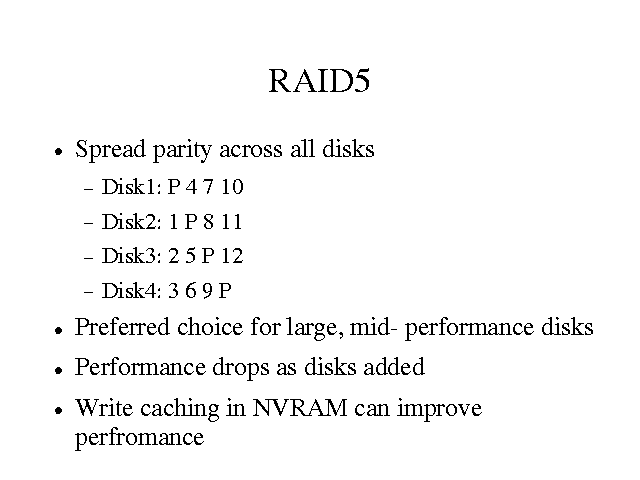 RAID5
• Spread parity across all disks
– Disk1: P 4 7 10
– Disk2: 1 P 8 11
– Disk3: 2 5 P 12
– Disk4: 3 6 9 P
• Preferred choice for large, mid- performance disks
• Performance drops as disks added
• Write caching in NVRAM can improve
perfromance